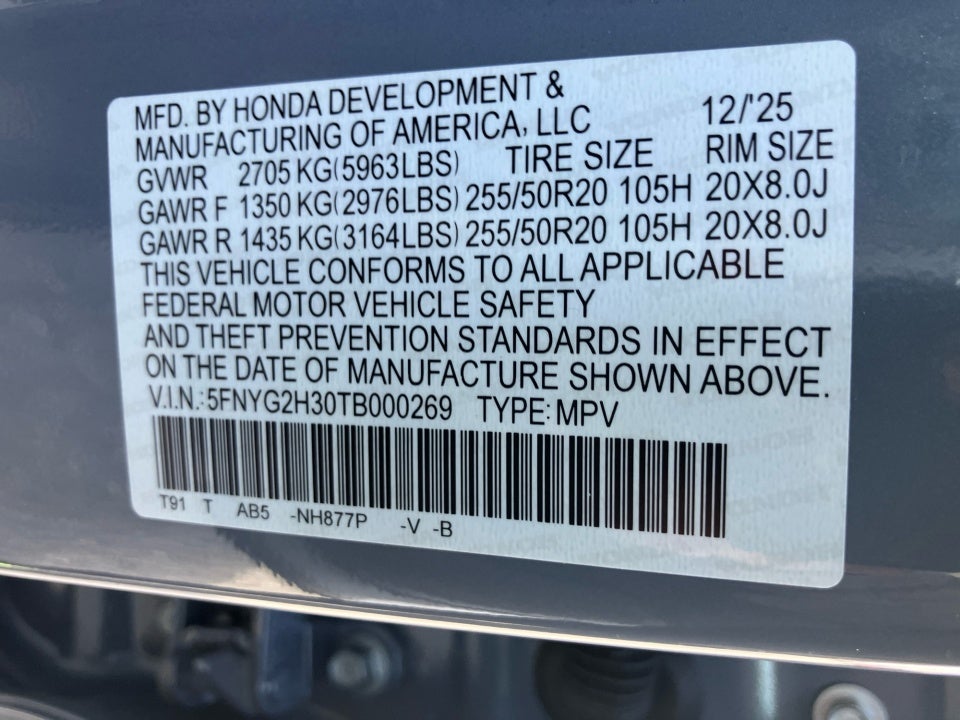 MFD. BY HONDA DEVELOPMENT &
MANUFACTURING OF AMERICA, LLC 12/'25
GVWR 2705 KG(5963LBS) TIRE SIZE RIM SIZE
GAWR F 1350 KG(2976LBS) 255/50R20 105H 20X8.0J
GAWR R 1435 KG(3164LBS) 255/50R20 105H 20X8.0J
THIS VEHICLE CONFORMS TO ALL APPLICABLE
FEDERAL MOTOR VEHICLE SAFETY
AND THEFT PREVENTION STANDARDS IN EFFECT
ON THE DATE OF MANUFACTURE SHOWN ABOVE.
V.I.N.: 5FNYG2H30TB000269 TYPE: MPV
T91 T AB5 -NH877P -V -B